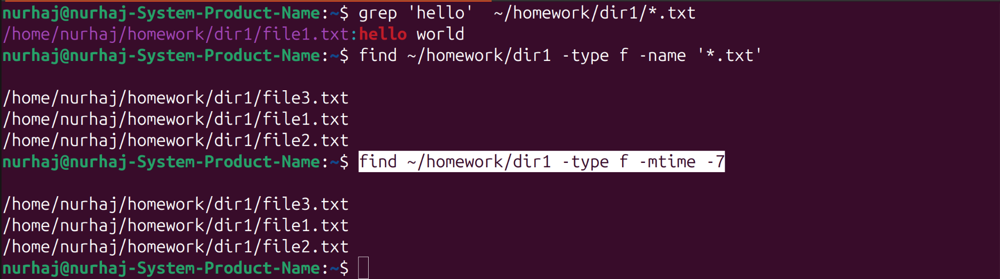 nurhaj@nurhaj-System-Product-Name:~$ grep 'hello'  ~/homework/dir1/*.txt
/home/nurhaj/homework/dir1/file1.txt:hello world
nurhaj@nurhaj-System-Product-Name:~$ find ~/homework/dir1 -type f -name '*.txt'
/home/nurhaj/homework/dir1/file3.txt
/home/nurhaj/homework/dir1/file1.txt
/home/nurhaj/homework/dir1/file2.txt
nurhaj@nurhaj-System-Product-Name:~$ find ~/homework/dir1 -type f -mtime -7
/home/nurhaj/homework/dir1/file3.txt
/home/nurhaj/homework/dir1/file1.txt
/home/nurhaj/homework/dir1/file2.txt
nurhaj@nurhaj-System-Product-Name:~$